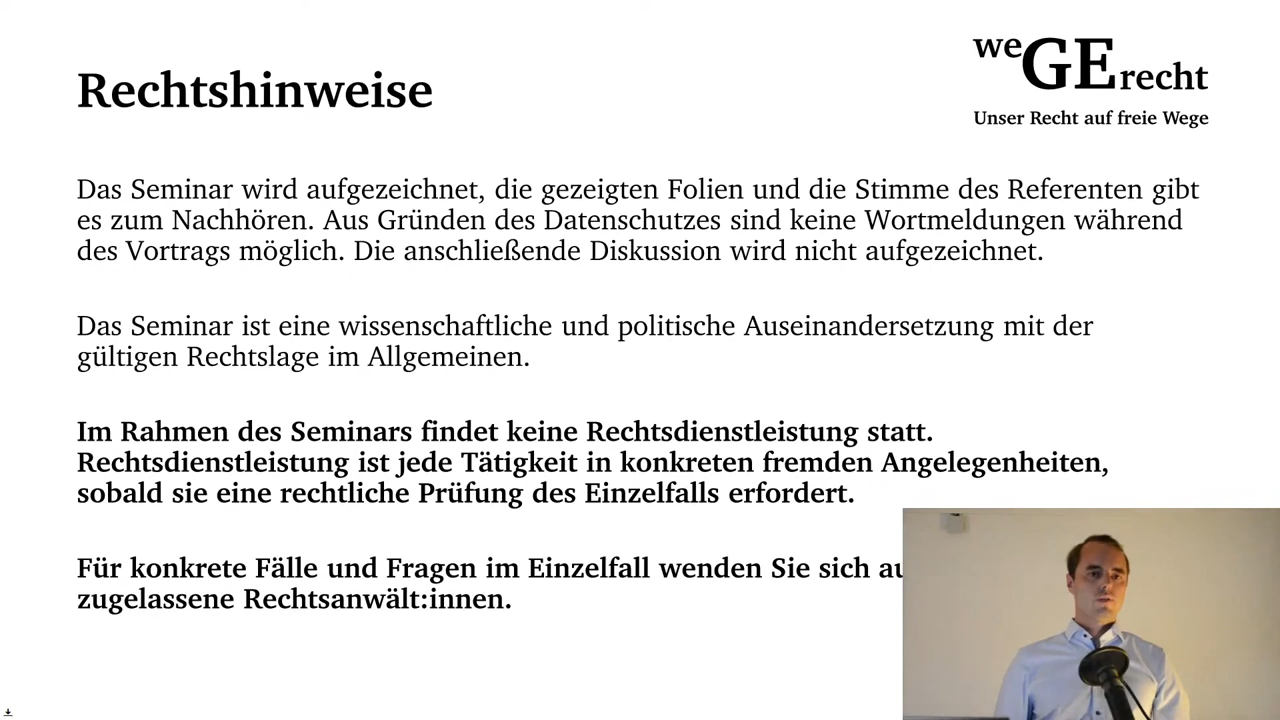 Rechtshinweise
weGErecht
Unser Recht auf freie Wege
Das Seminar wird aufgezeichnet, die gezeigten Folien und die Stimme des Referenten gibt
es zum Nachhören. Aus Gründen des Datenschutzes sind keine Wortmeldungen während
des Vortrags möglich. Die anschließende Diskussion wird nicht aufgezeichnet.
Das Seminar ist eine wissenschaftliche und politische Auseinandersetzung mit der
gültigen Rechtslage im Allgemeinen.
Im Rahmen des Seminars findet keine Rechtsdienstleistung statt.
Rechtsdienstleistung ist jede Tätigkeit in konkreten fremden Angelegenheiten,
sobald sie eine rechtliche Prüfung des Einzelfalls erfordert.
Für konkrete Fälle und Fragen im Einzelfall wenden Sie sich
zugelassene Rechtsanwält:innen.